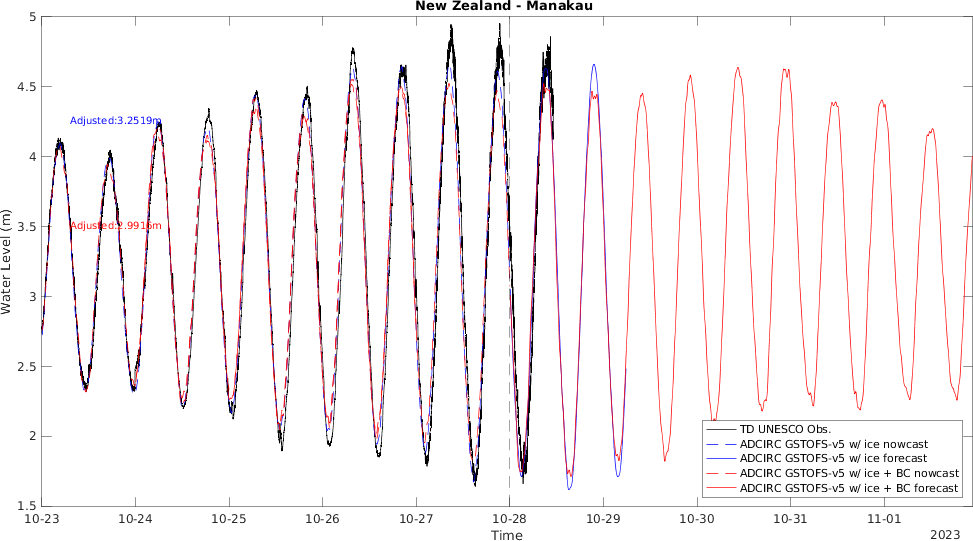 New Zealand - Manakau
Water Level (m)
5
4.5
4
3.5
3
2.5
2
1.5
Adjusted:3.2519m
Adjusted:2.9916m
10-23
10-24
10-25
10-26
10-27
10-28
10-29
10-30
10-31
11-01
Time
2023
TD UNESCO Obs.
ADCIRC GSTOFS-v5 w/ ice nowcast
ADCIRC GSTOFS-v5 w/ ice forecast
ADCIRC GSTOFS-v5 w/ ice + BC nowcast
ADCIRC GSTOFS-v5 w/ ice + BC forecast